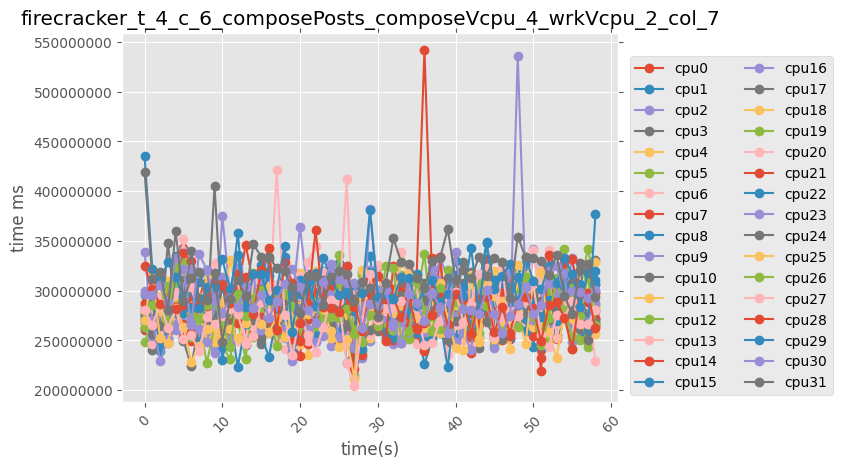 firecracker_t_4_c_6_composePosts_composeVcpu_4_wrkVcpu_2_col_7
550000000
500000000
450000000
400000000
350000000
300000000
250000000
200000000
time ms
0
10
20
30
40
50
60
time(s)
cpu0
cpu1
cpu2
cpu3
cpu4
cpu5
cpu6
cpu7
cpu8
cpu9
cpu10
cpu11
cpu12
cpu13
cpu14
cpu15
cpu16
cpu17
cpu18
cpu19
cpu20
cpu21
cpu22
cpu23
cpu24
cpu25
cpu26
cpu27
cpu28
cpu29
cpu30
cpu31